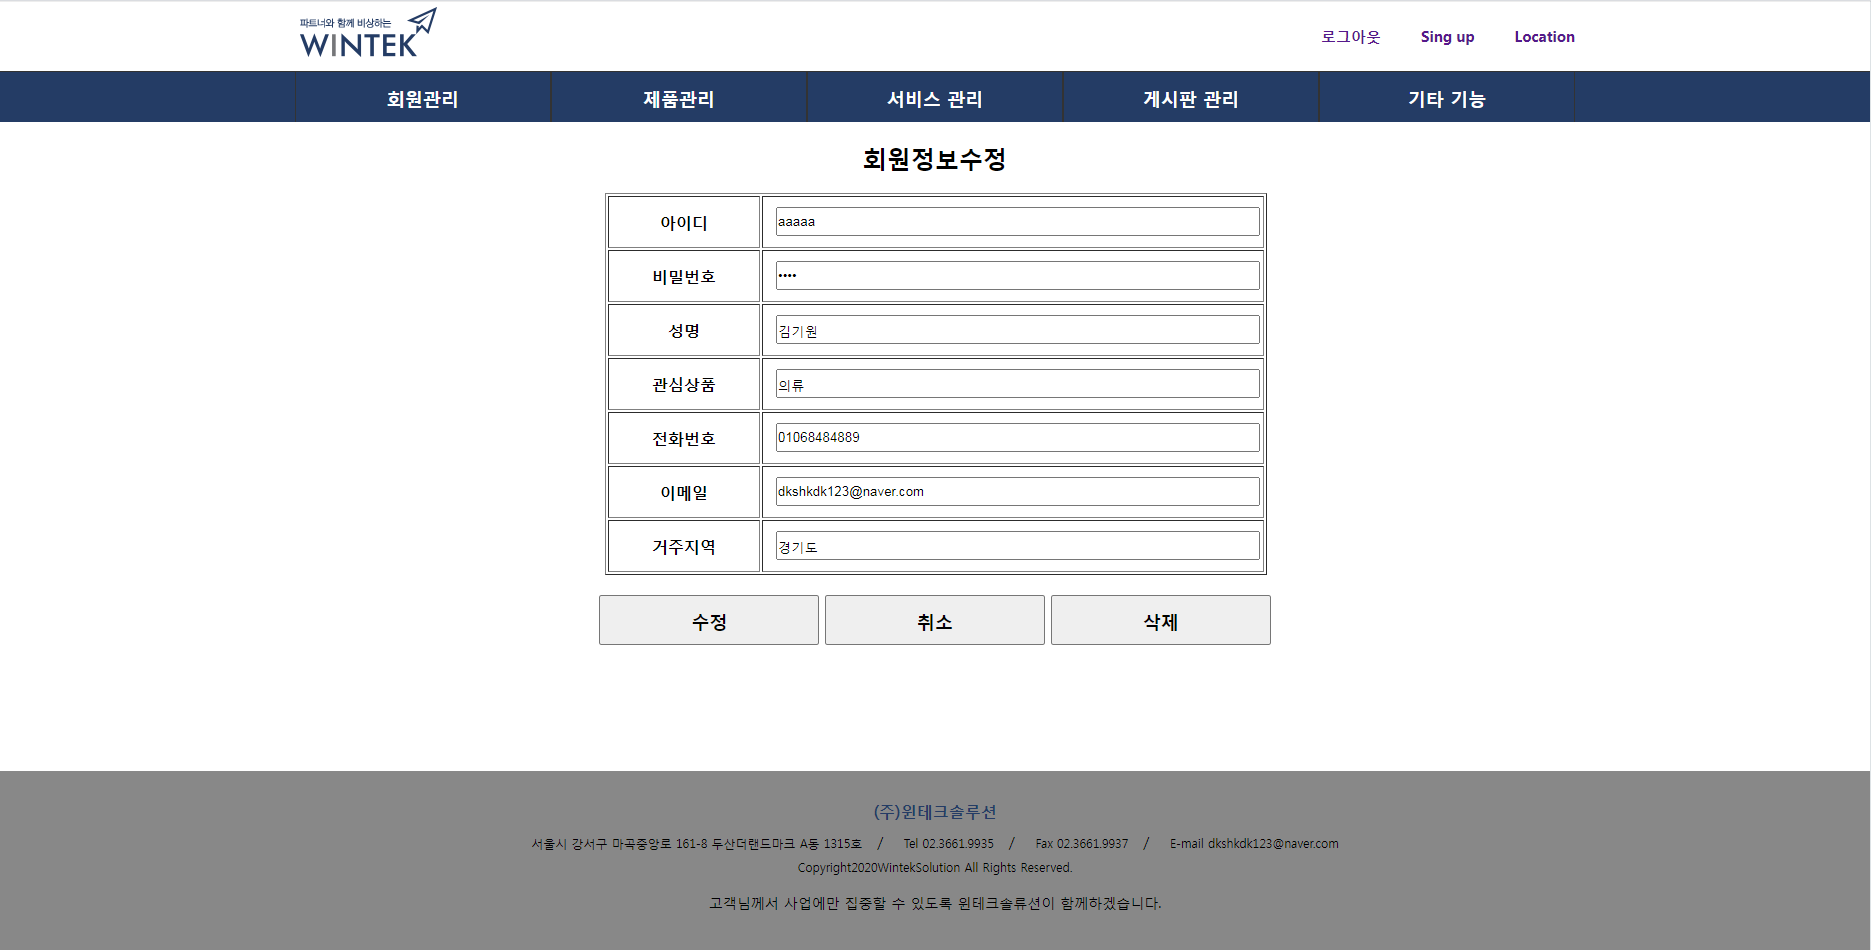 파트너와 함께 비상하는
WINTEK
로그아웃 Sing up Location
회원관리 제품관리 서비스 관리 게시판 관리 기타 기능
회원정보수정
아이디 aaaaa
비밀번호 ••••
성명 김기원
관심상품 의류
전화번호 01068484889
이메일 dkshkdk123@naver.com
거주지역 경기도
수정 취소 삭제
(주)윈테크솔루션
서울시 강서구 마곡중앙로 161-8 두산더랜드마크 A동 1315호 / Tel 02.3661.9935 / Fax 02.3661.9937 / E-mail dkshkdk123@naver.com
Copyright2020WintekSolution All Rights Reserved.
고객님께서 사업에만 집중할 수 있도록 윈테크솔류션이 함께하겠습니다.